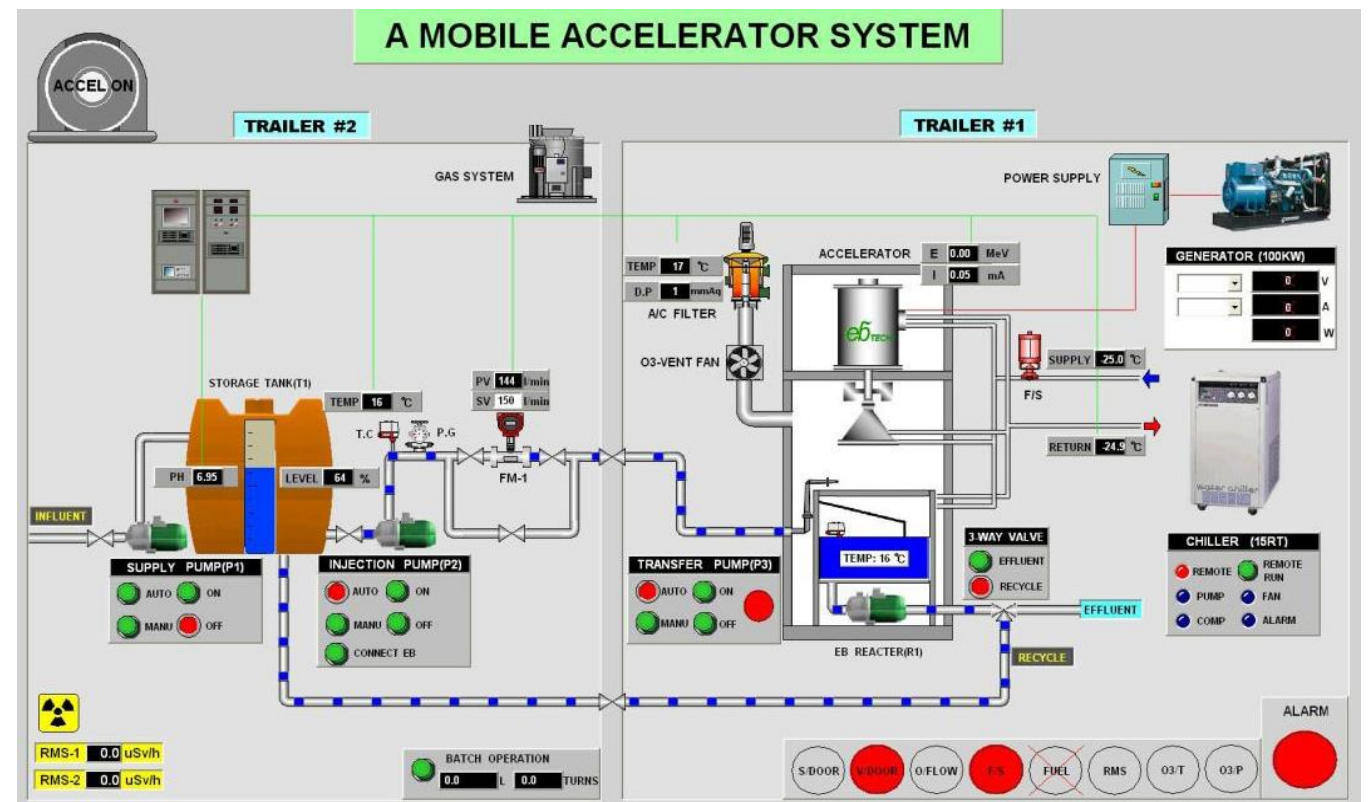 A MOBILE ACCELERATOR SYSTEM
ACCEL ON
TRAILER #2
TRAILER #1
GAS SYSTEM
POWER SUPPLY
ACCELERATOR
E 0.00 MeV
I 0.05 mA
TEMP 17 ℃
D.P 1 mmAq
A/C FILTER
GENERATOR (100KW)
0 V
0 A
0 W
ebTECH
O3-VENT FAN
SUPPLY -25.0 ℃
F/S
RETURN -24.9 ℃
STORAGE TANK(T1)
TEMP 16 ℃
PV 144 l/min
SV 150 l/min
T.C
P.G
FM-1
PH 6.95
LEVEL 64 %
INFLUENT
water chiller
SUPPLY PUMP(P1)
AUTO ON
MANU OFF
INJECTION PUMP(P2)
AUTO ON
MANU OFF
CONNECT EB
TRANSFER PUMP(P3)
AUTO ON
MANU OFF
TEMP: 16 ℃
3-WAY VALVE
EFFLUENT
RECYCLE
EFFLUENT
CHILLER (15RT)
REMOTE REMOTE RUN
PUMP FAN
COMP ALARM
EB REACTER(R1)
RECYCLE
RMS-1 0.0 uSv/h
RMS-2 0.0 uSv/h
BATCH OPERATION
0.0 L 0.0 TURNS
S/DOOR V/DOOR O/FLOW F/S FUEL RMS O3/T O3/P
ALARM